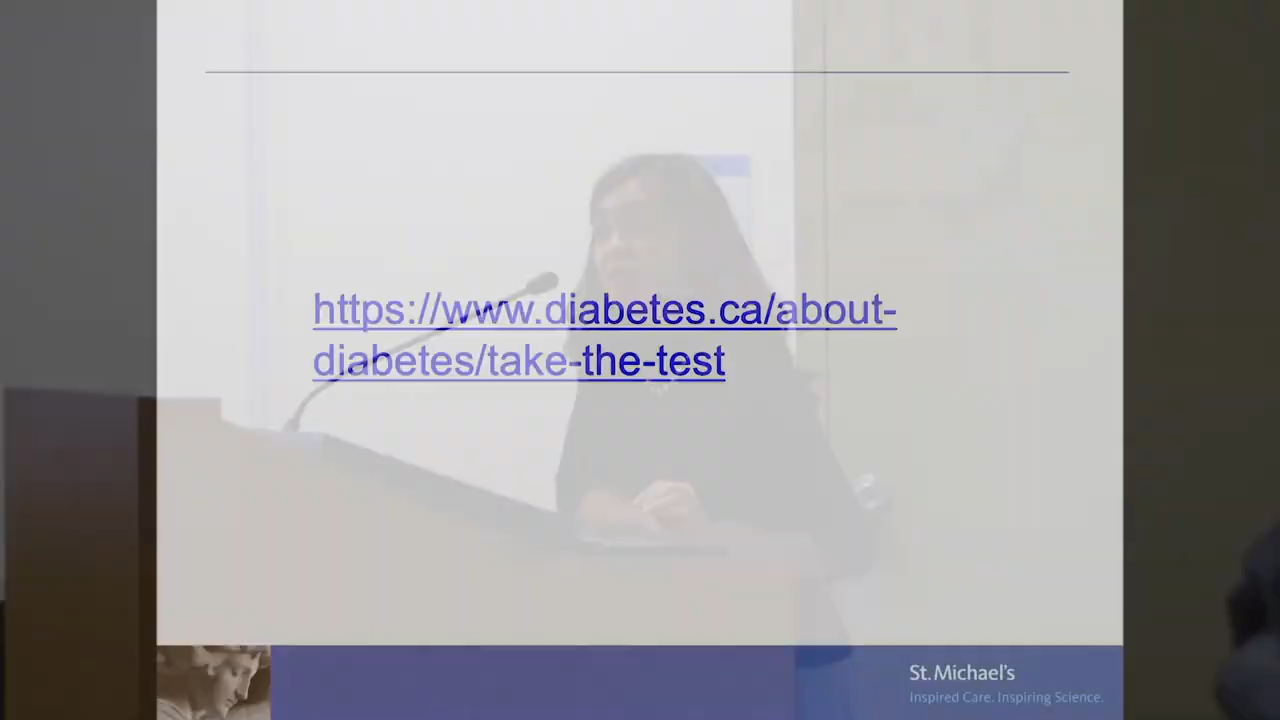 https://www.diabetes.ca/about-
diabetes/take-the-test
St. Michael's
Inspired Care. Inspiring Science.